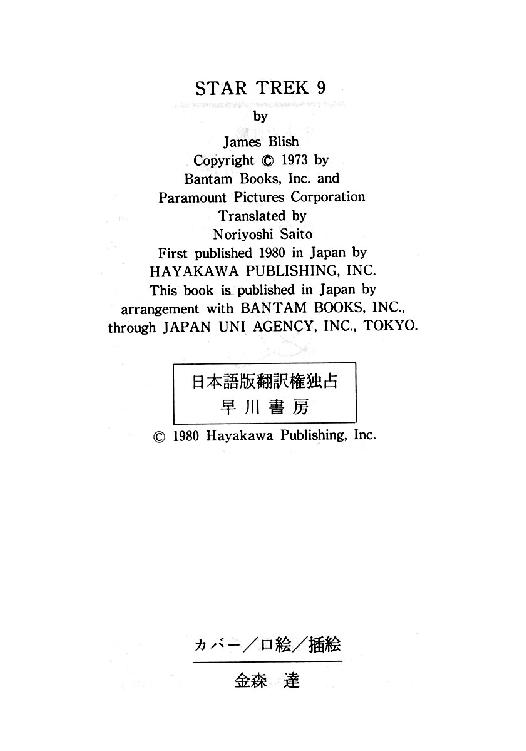 STAR TREK 9
by
James Blish
Copyright © 1973 by
Bantam Books, Inc. and
Paramount Pictures Corporation
Translated by
Noriyoshi Saito
First published 1980 in Japan by
HAYAKAWA PUBLISHING, INC.
This book is published in Japan by
arrangement with BANTAM BOOKS, INC.,
through JAPAN UNI AGENCY, INC., TOKYO.
日本語版翻訳権独占
早川書房
© 1980 Hayakawa Publishing, Inc.
カバー/口絵/插絵
金森 達